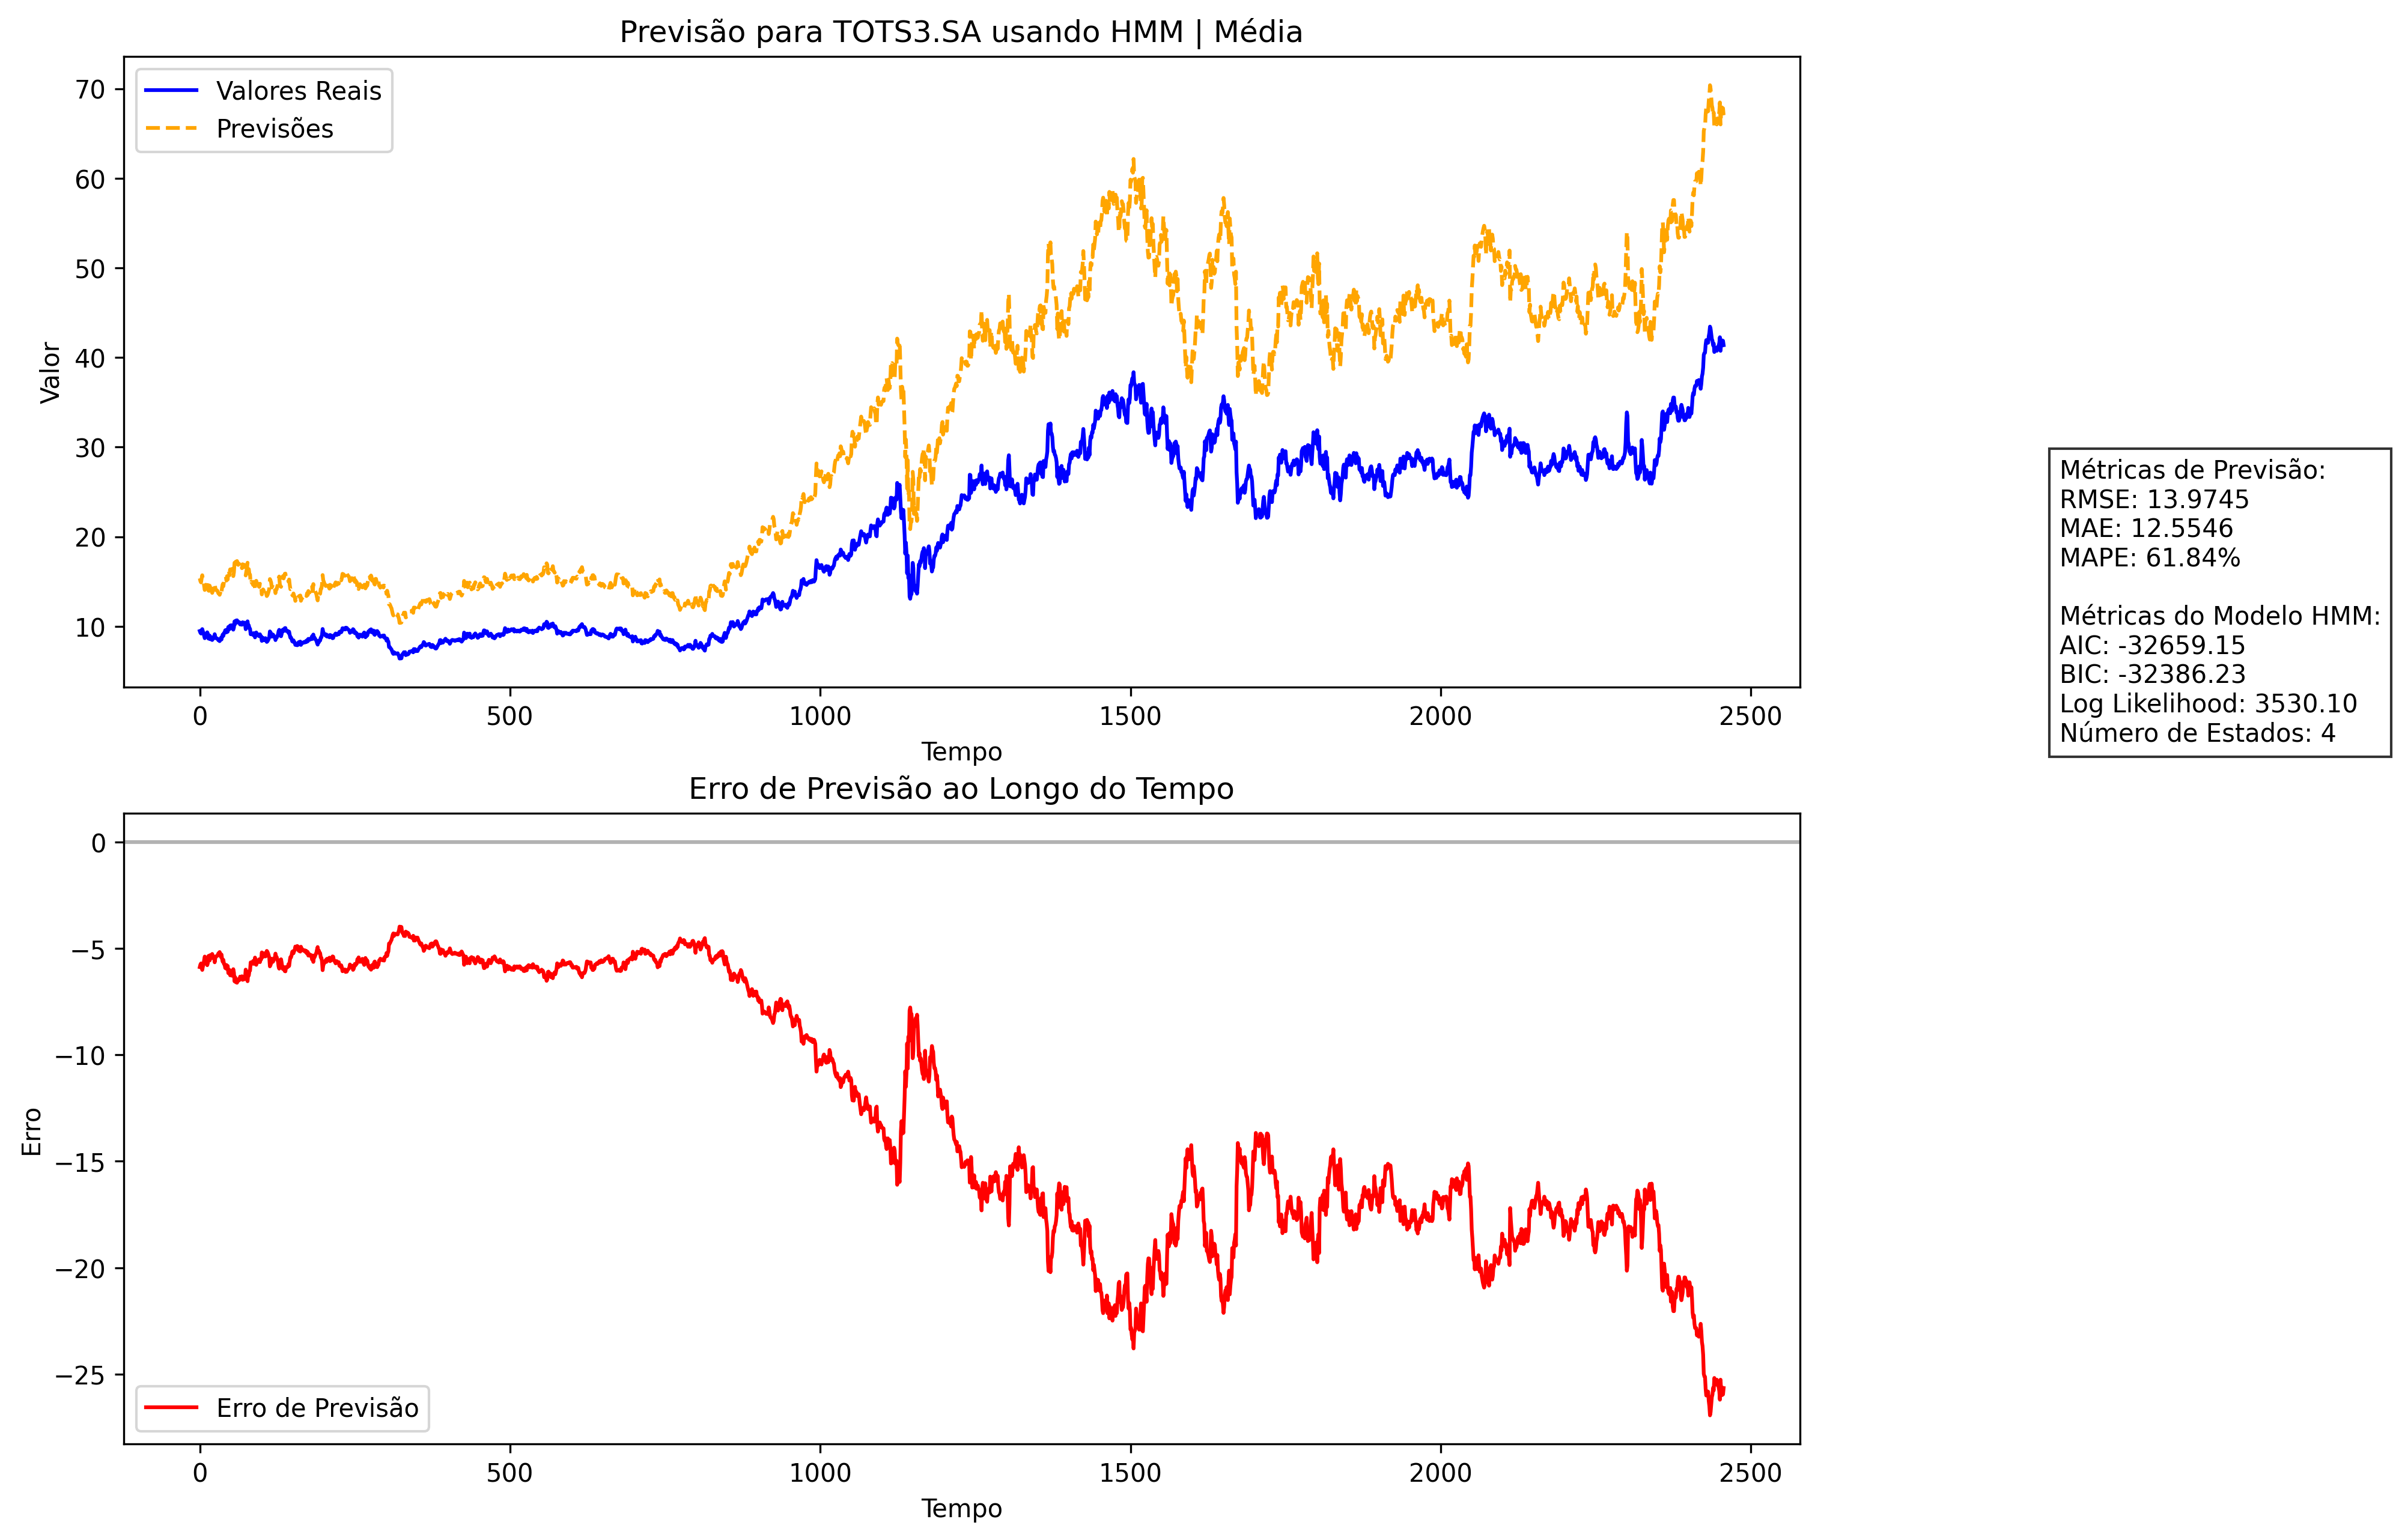 Previsão para TOTS3.SA usando HMM | Média
Valores Reais
Previsões
Valor
70
60
50
40
30
20
10
0 500 1000 1500 2000 2500
Tempo
Métricas de Previsão:
RMSE: 13.9745
MAE: 12.5546
MAPE: 61.84%
Métricas do Modelo HMM:
AIC: -32659.15
BIC: -32386.23
Log Likelihood: 3530.10
Número de Estados: 4
Erro de Previsão ao Longo do Tempo
Erro
0
−5
−10
−15
−20
−25
Erro de Previsão
0 500 1000 1500 2000 2500
Tempo